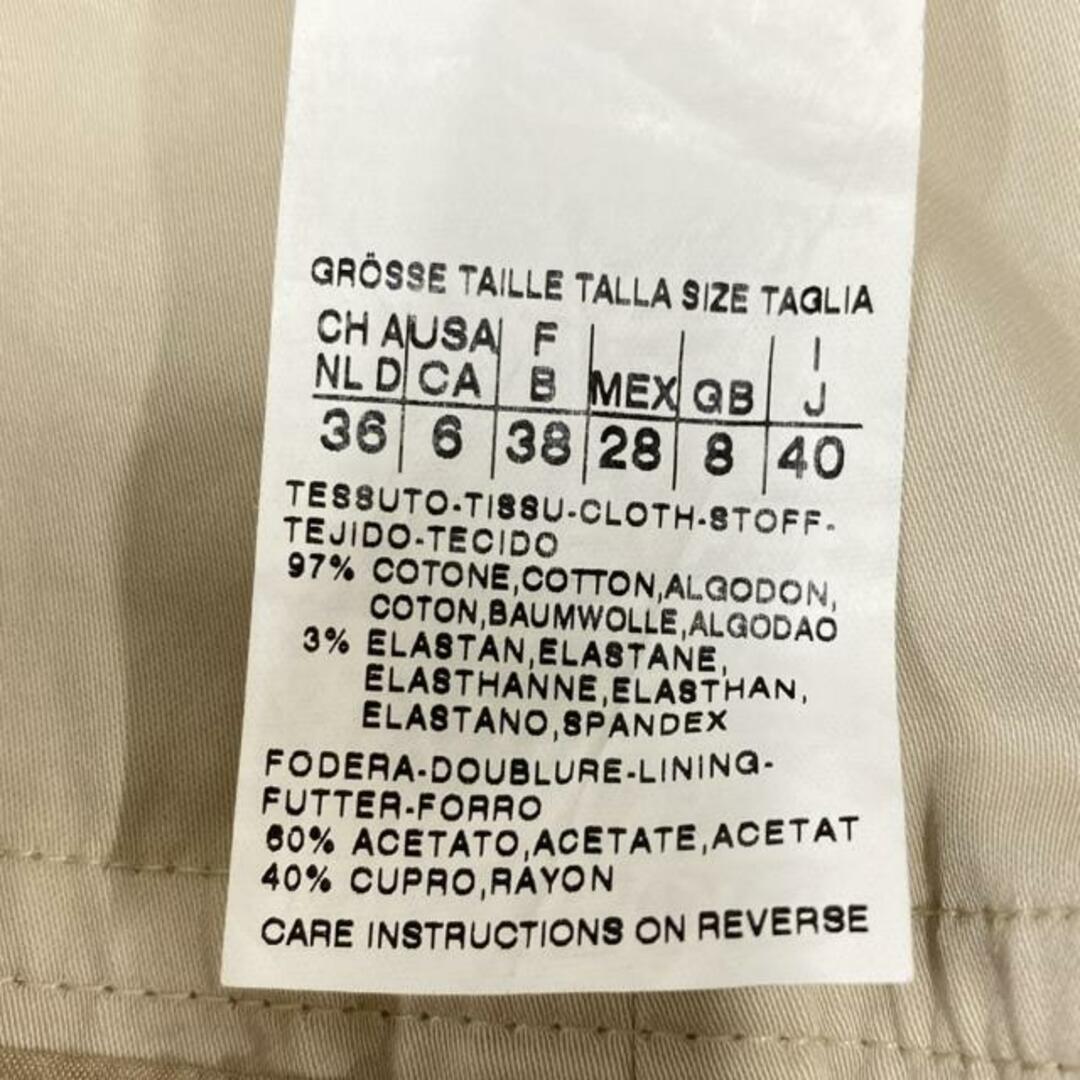 GRÖSSE TAILLE TALLA SIZE TAGLIA
CH A USA F I
NL D CA B MEX GB J
36 6 38 28 8 40
TESSUTO-TISSU-CLOTH-STOFF-
TEJIDO-TECIDO
97% COTONE,COTTON,ALGODON,
COTON,BAUMWOLLE,ALGODAO
3% ELASTAN,ELASTANE,
ELASTHANNE,ELASTHAN,
ELASTANO,SPANDEX
FODERA-DOUBLURE-LINING-
FUTTER-FORRO
60% ACETATO,ACETATE,ACETAT
40% CUPRO,RAYON
CARE INSTRUCTIONS ON REVERSE